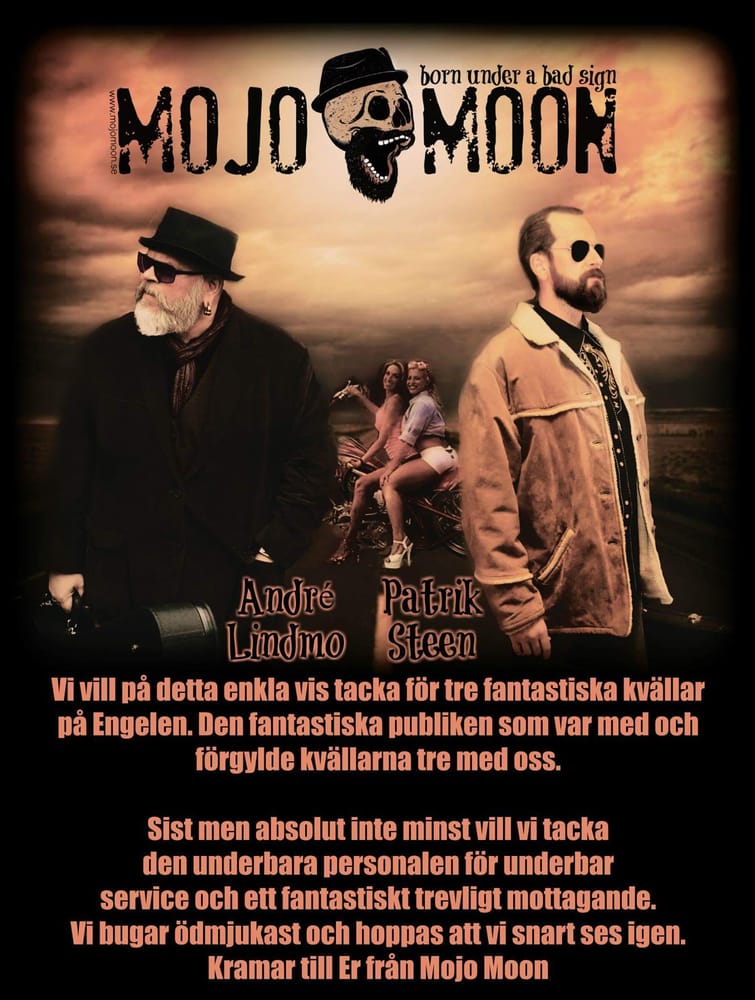 born under a bad sign
MOJO MOON
www.mojomoon.se
André Patrik
Lindmo Steen
Vi vill på detta enkla vis tacka för tre fantastiska kvällar
på Engelen. Den fantastiska publiken som var med och
förgylde kvällarna tre med oss.
Sist men absolut inte minst vill vi tacka
den underbara personalen för underbar
service och ett fantastiskt trevligt mottagande.
Vi bugar ödmjukast och hoppas att vi snart ses igen.
Kramar till Er från Mojo Moon